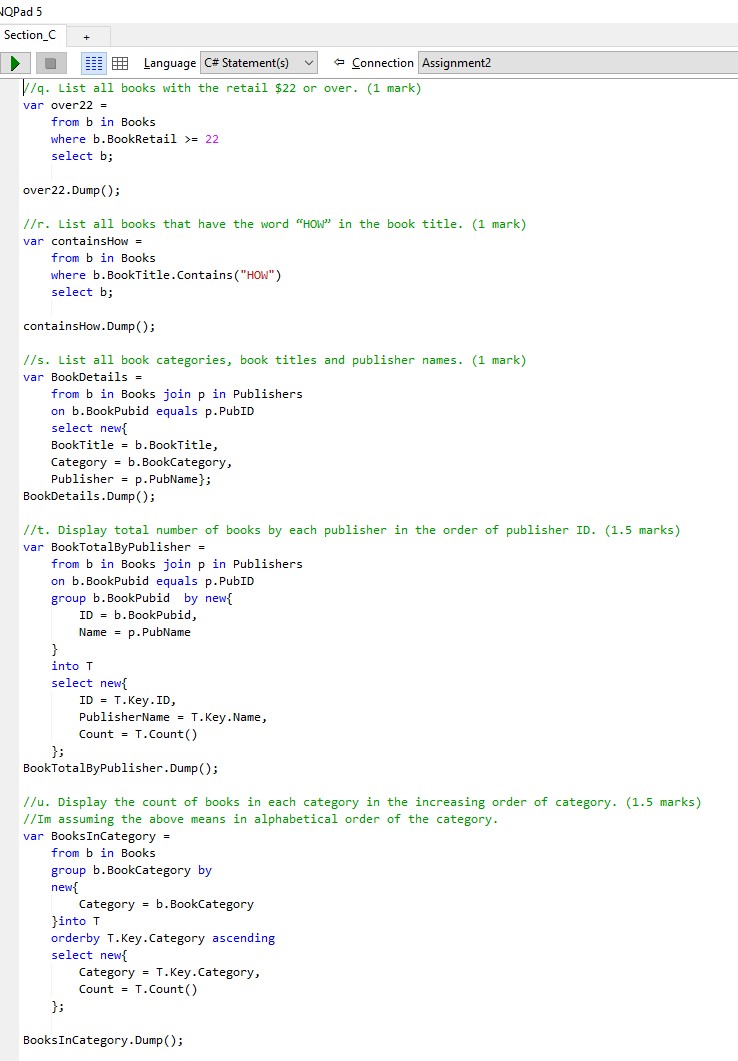 NQPad 5
Section_C +
Language C# Statement(s) Connection Assignment2
//q. List all books with the retail $22 or over. (1 mark)
var over22 =
from b in Books
where b.BookRetail >= 22
select b;
over22.Dump();
//r. List all books that have the word “HOW” in the book title. (1 mark)
var containsHow =
from b in Books
where b.BookTitle.Contains("HOW")
select b;
containsHow.Dump();
//s. List all book categories, book titles and publisher names. (1 mark)
var BookDetails =
from b in Books join p in Publishers
on b.BookPubid equals p.PubID
select new{
BookTitle = b.BookTitle,
Category = b.BookCategory,
Publisher = p.PubName};
BookDetails.Dump();
//t. Display total number of books by each publisher in the order of publisher ID. (1.5 marks)
var BookTotalByPublisher =
from b in Books join p in Publishers
on b.BookPubid equals p.PubID
group b.BookPubid  by new{
ID = b.BookPubid,
Name = p.PubName
}
into T
select new{
ID = T.Key.ID,
PublisherName = T.Key.Name,
Count = T.Count()
};
BookTotalByPublisher.Dump();
//u. Display the count of books in each category in the increasing order of category. (1.5 marks)
//Im assuming the above means in alphabetical order of the category.
var BooksInCategory =
from b in Books
group b.BookCategory by
new{
Category = b.BookCategory
}into T
orderby T.Key.Category ascending
select new{
Category = T.Key.Category,
Count = T.Count()
};
BooksInCategory.Dump();